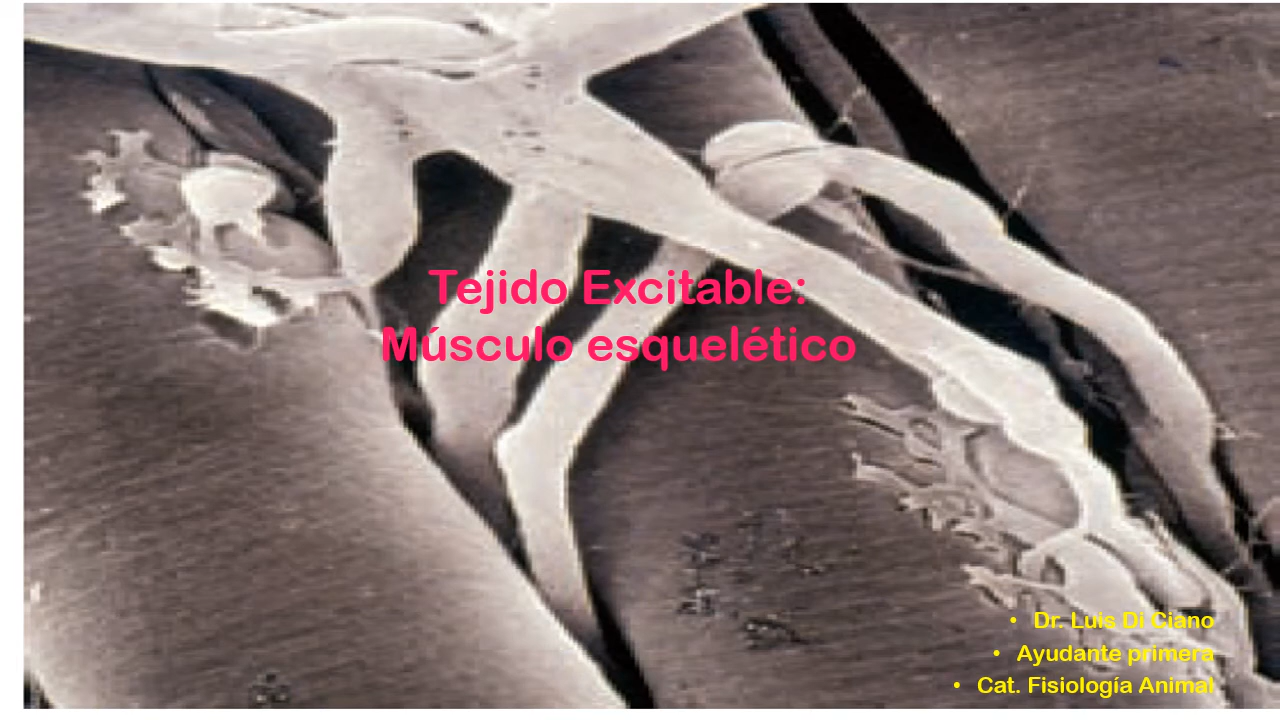 Tejido Excitable:
Músculo esquelético
• Dr. Luis Di Ciano
• Ayudante primera
• Cat. Fisiología Animal